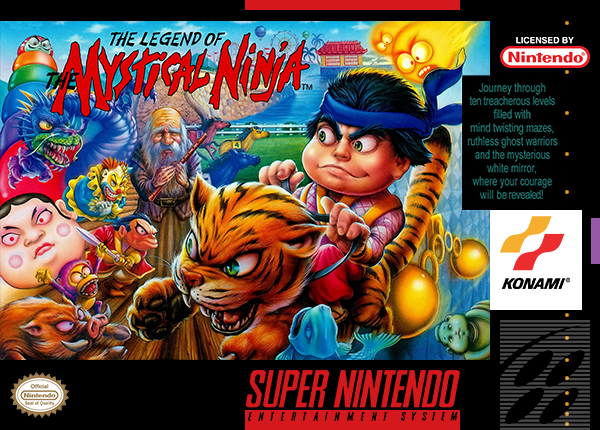 THE LEGEND OF
THE MYSTICAL NINJA™
LICENSED BY
Nintendo®
Journey through
ten treacherous levels
filled with
mind twisting mazes,
ruthless ghost warriors
and the mysterious
white mirror,
where your courage
will be revealed!
KONAMI®
Official
Nintendo
Seal of Quality
SUPER NINTENDO
ENTERTAINMENT SYSTEM